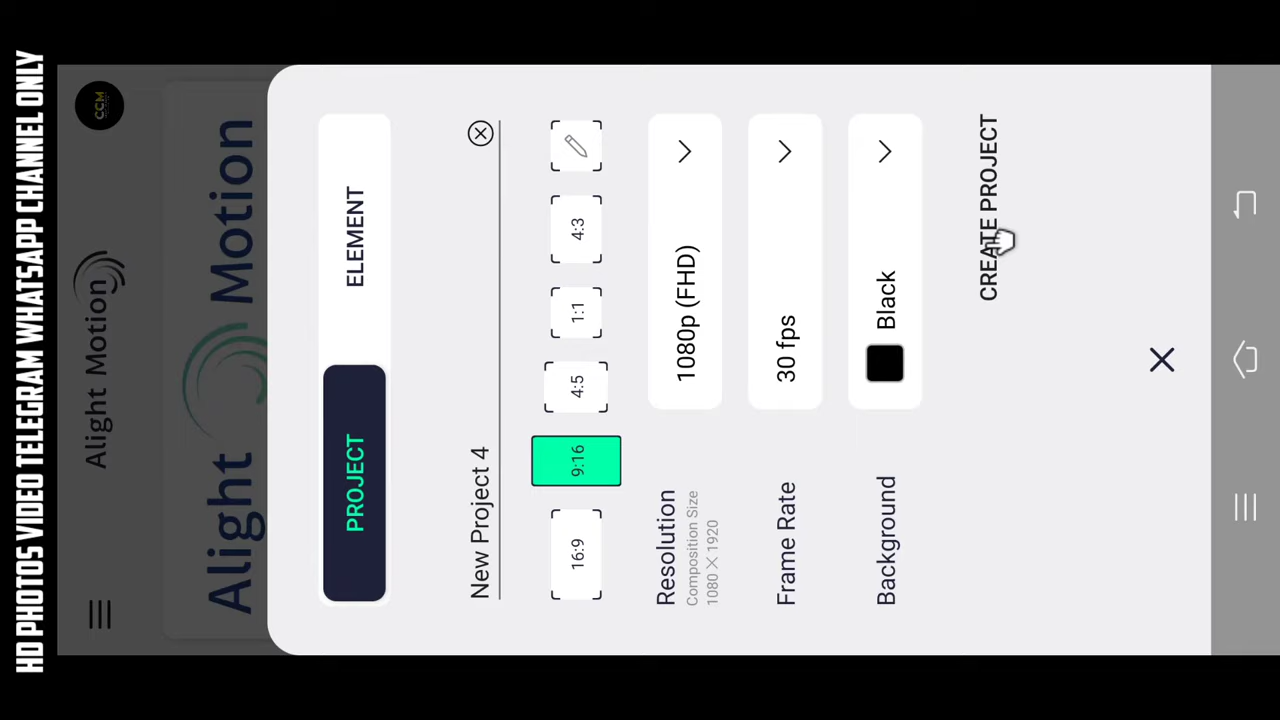 HD PHOTOS VIDEO TELEGRAM WHATSAPP CHANNEL ONLY
Alight Motion
CCM
Alight Motion
PROJECT
ELEMENT
New Project 4
16:9
9:16
4:5
1:1
4:3
Resolution
Composition Size
1080 × 1920
1080p (FHD)
Frame Rate
30 fps
Background
Black
CREATE PROJECT